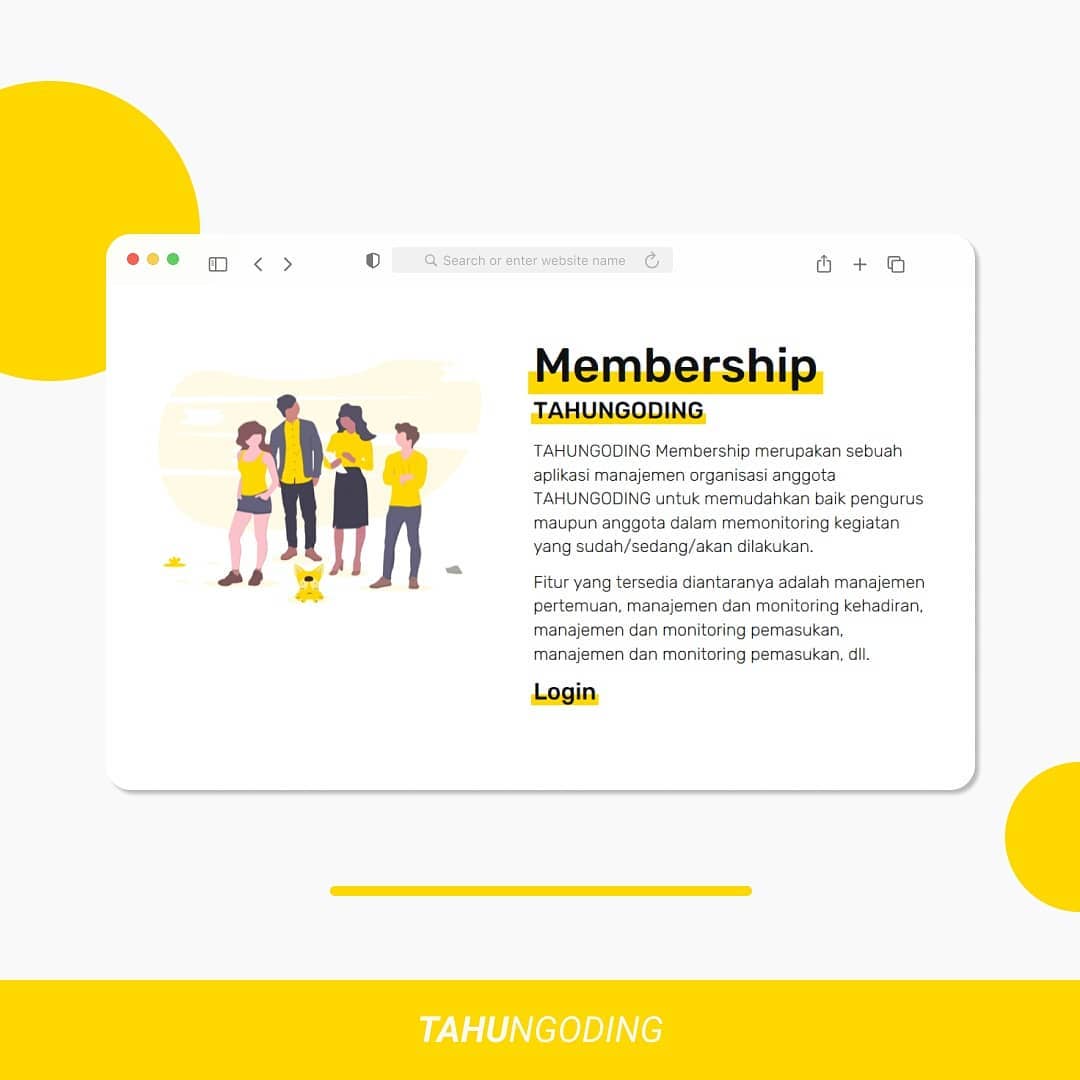 Search or enter website name
Membership
TAHUNGODING
TAHUNGODING Membership merupakan sebuah
aplikasi manajemen organisasi anggota
TAHUNGODING untuk memudahkan baik pengurus
maupun anggota dalam memonitoring kegiatan
yang sudah/sedang/akan dilakukan.
Fitur yang tersedia diantaranya adalah manajemen
pertemuan, manajemen dan monitoring kehadiran,
manajemen dan monitoring pemasukan,
manajemen dan monitoring pemasukan, dll.
Login
TAHUNGODING